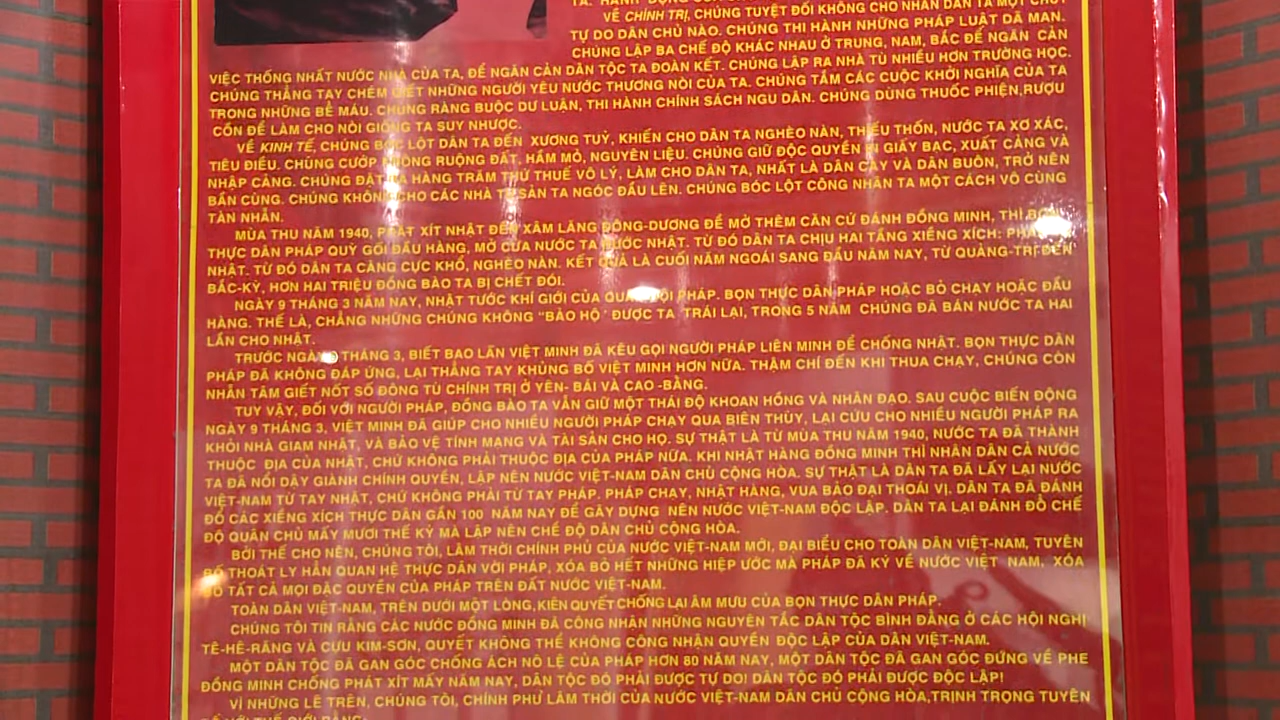 VỀ CHÍNH TRỊ, CHÚNG TUYỆT ĐỐI KHÔNG CHO NHÂN DÂN TA MỘT CHÚT
TỰ DO DÂN CHỦ NÀO. CHÚNG THI HÀNH NHỮNG PHÁP LUẬT DÃ MAN.
CHÚNG LẬP BA CHẾ ĐỘ KHÁC NHAU Ở TRUNG, NAM, BẮC ĐỂ NGĂN CẢN
VIỆC THỐNG NHẤT NƯỚC NHÀ CỦA TA, ĐỂ NGĂN CẢN DÂN TỘC TA ĐOÀN KẾT. CHÚNG LẬP RA NHÀ TÙ NHIỀU HƠN TRƯỜNG HỌC.
CHÚNG THẲNG TAY CHÉM GIẾT NHỮNG NGƯỜI YÊU NƯỚC THƯƠNG NÒI CỦA TA. CHÚNG TẮM CÁC CUỘC KHỞI NGHĨA CỦA TA
TRONG NHỮNG BỂ MÁU. CHÚNG RÀNG BUỘC DƯ LUẬN, THI HÀNH CHÍNH SÁCH NGU DÂN. CHÚNG DÙNG THUỐC PHIỆN,RƯỢU
CỒN ĐỂ LÀM CHO NÒI GIỐNG TA SUY NHƯỢC.
VỀ KINH TẾ, CHÚNG BÓC LỘT DÂN TA ĐẾN XƯƠNG TUỶ, KHIẾN CHO DÂN TA NGHÈO NÀN, THIẾU THỐN, NƯỚC TA XƠ XÁC,
TIÊU ĐIỀU. CHÚNG CƯỚP KHÔNG RUỘNG ĐẤT, HẦM MỎ, NGUYÊN LIỆU. CHÚNG GIỮ ĐỘC QUYỀN IN GIẤY BẠC, XUẤT CẢNG VÀ
NHẬP CẢNG. CHÚNG ĐẶT RA HÀNG TRĂM THỨ THUẾ VÔ LÝ, LÀM CHO DÂN TA, NHẤT LÀ DÂN CÀY VÀ DÂN BUÔN, TRỞ NÊN
BẦN CÙNG. CHÚNG KHÔNG CHO CÁC NHÀ TƯ SẢN TA NGÓC ĐẦU LÊN. CHÚNG BÓC LỘT CÔNG NHÂN TA MỘT CÁCH VÔ CÙNG
TÀN NHẪN.
MÙA THU NĂM 1940, PHÁT XÍT NHẬT ĐẾN XÂM LĂNG ĐÔNG-DƯƠNG ĐỂ MỞ THÊM CĂN CỨ ĐÁNH ĐỒNG MINH, THÌ BỌN
THỰC DÂN PHÁP QUỲ GỐI ĐẦU HÀNG, MỞ CỬA NƯỚC TA RƯỚC NHẬT. TỪ ĐÓ DÂN TA CHỊU HAI TẦNG XIỀNG XÍCH:
NHẬT. TỪ ĐÓ DÂN TA CÀNG CỰC KHỔ, NGHÈO NÀN. KẾT QUẢ LÀ CUỐI NĂM NGOÁI SANG ĐẦU NĂM NAY, TỪ QUẢNG-TRỊ ĐẾN
BẮC-KỲ, HƠN HAI TRIỆU ĐỒNG BÀO TA BỊ CHẾT ĐÓI.
NGÀY 9 THÁNG 3 NĂM NAY, NHẬT TƯỚC KHÍ GIỚI CỦA QUÂN ĐỘI PHÁP. BỌN THỰC DÂN PHÁP HOẶC BỎ CHẠY HOẶC ĐẦU
HÀNG. THẾ LÀ, CHẲNG NHỮNG CHÚNG KHÔNG "BẢO HỘ" ĐƯỢC TA TRÁI LẠI, TRONG 5 NĂM CHÚNG ĐÃ BÁN NƯỚC TA HAI
LẦN CHO NHẬT.
TRƯỚC NGÀY 9 THÁNG 3, BIẾT BAO LẦN VIỆT MINH ĐÃ KÊU GỌI NGƯỜI PHÁP LIÊN MINH ĐỂ CHỐNG NHẬT. BỌN THỰC DÂN
PHÁP ĐÃ KHÔNG ĐÁP ỨNG, LẠI THẲNG TAY KHỦNG BỐ VIỆT MINH HƠN NỮA. THẬM CHÍ ĐẾN KHI THUA CHẠY, CHÚNG CÒN
NHẪN TÂM GIẾT NỐT SỐ ĐÔNG TÙ CHÍNH TRỊ Ở YÊN- BÁI VÀ CAO -BẰNG.
TUY VẬY, ĐỐI VỚI NGƯỜI PHÁP, ĐỒNG BÀO TA VẪN GIỮ MỘT THÁI ĐỘ KHOAN HỒNG VÀ NHÂN ĐẠO. SAU CUỘC BIẾN ĐỘNG
NGÀY 9 THÁNG 3, VIỆT MINH ĐÃ GIÚP CHO NHIỀU NGƯỜI PHÁP CHẠY QUA BIÊN THÙY, LẠI CỨU CHO NHIỀU NGƯỜI PHÁP RA
KHỎI NHÀ GIAM NHẬT, VÀ BẢO VỆ TÍNH MẠNG VÀ TÀI SẢN CHO HỌ. SỰ THẬT LÀ TỪ MÙA THU NĂM 1940, NƯỚC TA ĐÃ THÀNH
THUỘC ĐỊA CỦA NHẬT, CHỨ KHÔNG PHẢI THUỘC ĐỊA CỦA PHÁP NỮA. KHI NHẬT HÀNG ĐỒNG MINH THÌ NHÂN DÂN CẢ NƯỚC
TA ĐÃ NỔI DẬY GIÀNH CHÍNH QUYỀN, LẬP NÊN NƯỚC VIỆT-NAM DÂN CHỦ CỘNG HÒA. SỰ THẬT LÀ DÂN TA ĐÃ LẤY LẠI NƯỚC
VIỆT-NAM TỪ TAY NHẬT, CHỨ KHÔNG PHẢI TỪ TAY PHÁP. PHÁP CHẠY, NHẬT HÀNG, VUA BẢO ĐẠI THOÁI VỊ. DÂN TA ĐÃ ĐÁNH
ĐỔ CÁC XIỀNG XÍCH THỰC DÂN GẦN 100 NĂM NAY ĐỂ GÂY DỰNG NÊN NƯỚC VIỆT-NAM ĐỘC LẬP. DÂN TA LẠI ĐÁNH ĐỔ CHẾ
ĐỘ QUÂN CHỦ MẤY MƯƠI THẾ KỶ MÀ LẬP NÊN CHẾ ĐỘ DÂN CHỦ CỘNG HÒA.
BỞI THẾ CHO NÊN, CHÚNG TÔI, LÂM THỜI CHÍNH PHỦ CỦA NƯỚC VIỆT-NAM MỚI, ĐẠI BIỂU CHO TOÀN DÂN VIỆT-NAM, TUYÊN
BỐ THOÁT LY HẲN QUAN HỆ THỰC DÂN VỚI PHÁP, XÓA BỎ HẾT NHỮNG HIỆP ƯỚC MÀ PHÁP ĐÃ KÝ VỀ NƯỚC VIỆT NAM, XÓA
BỎ TẤT CẢ MỌI ĐẶC QUYỀN CỦA PHÁP TRÊN ĐẤT NƯỚC VIỆT-NAM.
TOÀN DÂN VIỆT-NAM, TRÊN DƯỚI MỘT LÒNG,KIÊN QUYẾT CHỐNG LẠI ÂM MƯU CỦA BỌN THỰC DÂN PHÁP.
CHÚNG TÔI TIN RẰNG CÁC NƯỚC ĐỒNG MINH ĐÃ CÔNG NHẬN NHỮNG NGUYÊN TẮC DÂN TỘC BÌNH ĐẲNG Ở CÁC HỘI NGHỊ
TÊ-HÊ-RĂNG VÀ CỰU KIM-SƠN, QUYẾT KHÔNG THỂ KHÔNG CÔNG NHẬN QUYỀN ĐỘC LẬP CỦA DÂN VIỆT-NAM.
MỘT DÂN TỘC ĐÃ GAN GÓC CHỐNG ÁCH NÔ LỆ CỦA PHÁP HƠN 80 NĂM NAY, MỘT DÂN TỘC ĐÃ GAN GÓC ĐỨNG VỀ PHE
ĐỒNG MINH CHỐNG PHÁT XÍT MẤY NĂM NAY, DÂN TỘC ĐÓ PHẢI ĐƯỢC TỰ DO! DÂN TỘC ĐÓ PHẢI ĐƯỢC ĐỘC LẬP!
VÌ NHỮNG LẼ TRÊN, CHÚNG TÔI, CHÍNH PHỦ LÂM THỜI CỦA NƯỚC VIỆT-NAM DÂN CHỦ CỘNG HÒA,TRỊNH TRỌNG TUYÊN